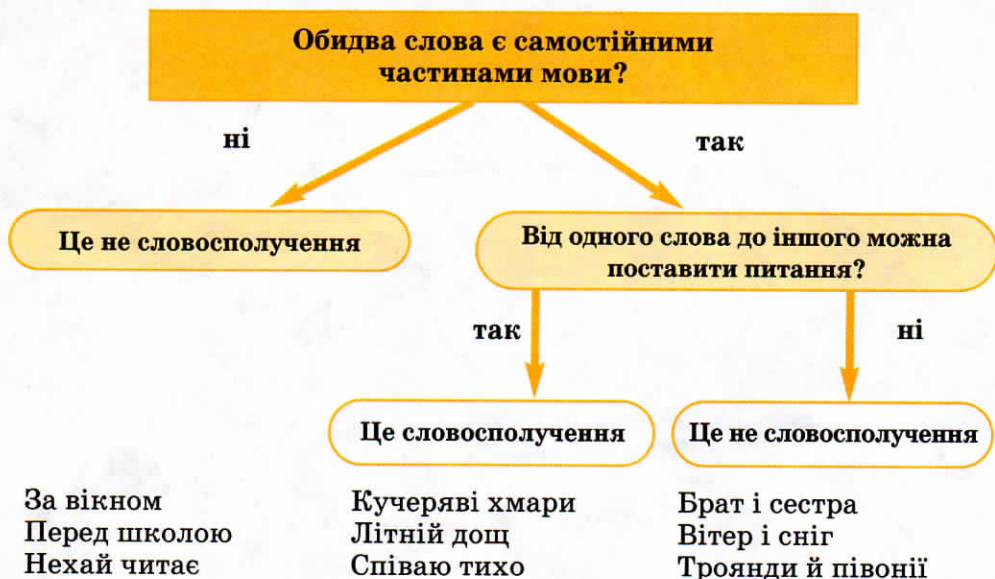 Обидва слова є самостійними
частинами мови?
ні
так
Це не словосполучення
Від одного слова до іншого можна
поставити питання?
так
ні
Це словосполучення
Це не словосполучення
За вікном
Перед школою
Нехай читає
Кучеряві хмари
Літній дощ
Співаю тихо
Брат і сестра
Вітер і сніг
Троянди й півонії